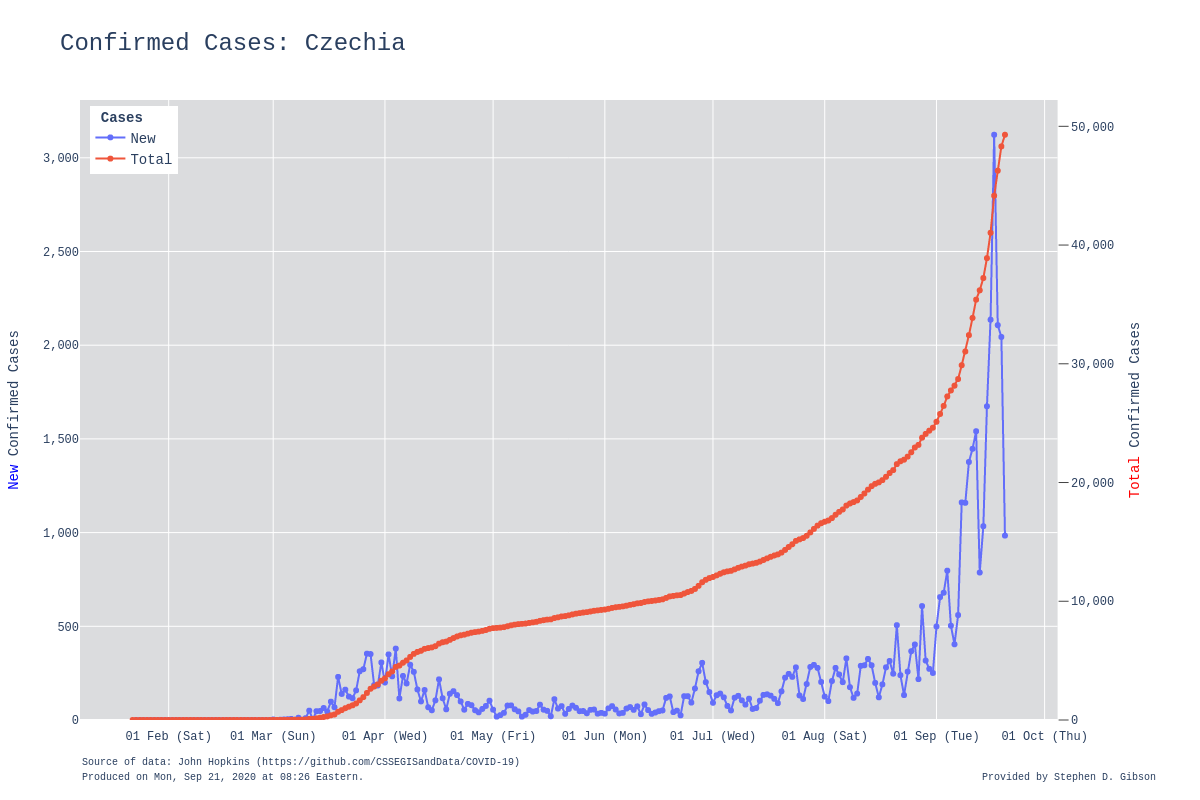 Confirmed Cases: Czechia
Cases
New
Total
3,000
2,500
2,000
1,500
1,000
500
0
New Confirmed Cases
50,000
40,000
30,000
20,000
10,000
0
Total Confirmed Cases
01 Feb (Sat) 01 Mar (Sun) 01 Apr (Wed) 01 May (Fri) 01 Jun (Mon) 01 Jul (Wed) 01 Aug (Sat) 01 Sep (Tue) 01 Oct (Thu)
Source of data: John Hopkins (https://github.com/CSSEGISandData/COVID-19)
Produced on Mon, Sep 21, 2020 at 08:26 Eastern.
Provided by Stephen D. Gibson